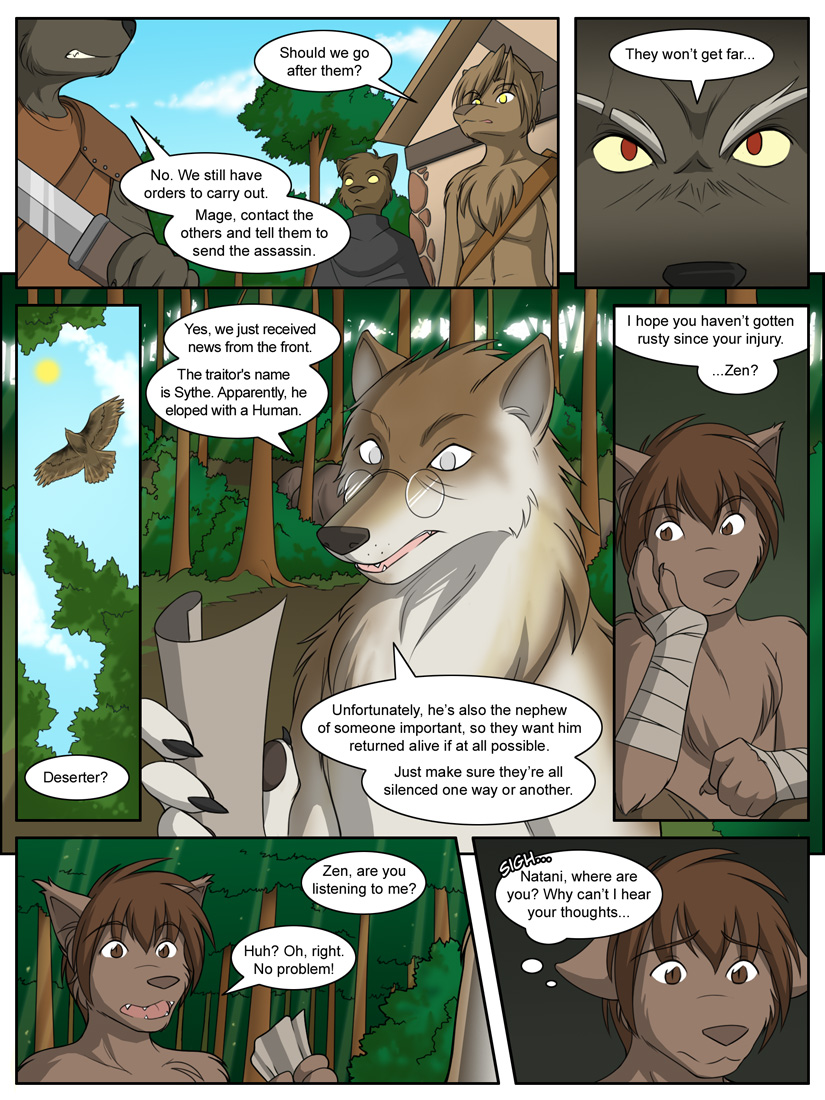 Should we go
after them?
No. We still have
orders to carry out.
Mage, contact the
others and tell them to
send the assassin.
They won't get far...
Deserter?
Yes, we just received
news from the front.
The traitor's name
is Sythe. Apparently, he
eloped with a Human.
Unfortunately, he's also the nephew
of someone important, so they want him
returned alive if at all possible.
Just make sure they're all
silenced one way or another.
I hope you haven't gotten
rusty since your injury.
...Zen?
Zen, are you
listening to me?
Huh? Oh, right.
No problem!
SIGH...
Natani, where are
you? Why can't I hear
your thoughts...